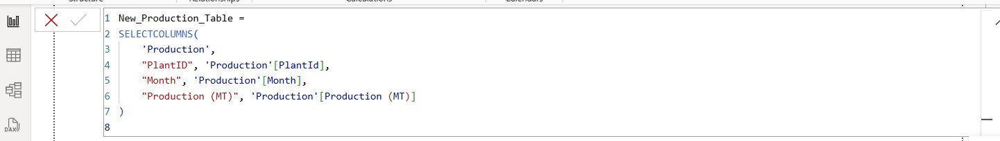 Structure Relationships Calculations Calendars
1 New_Production_Table =
2 SELECTCOLUMNS(
3 'Production',
4 "PlantID", 'Production'[PlantId],
5 "Month", 'Production'[Month],
6 "Production (MT)", 'Production'[Production (MT)]
7 )
8
DAX